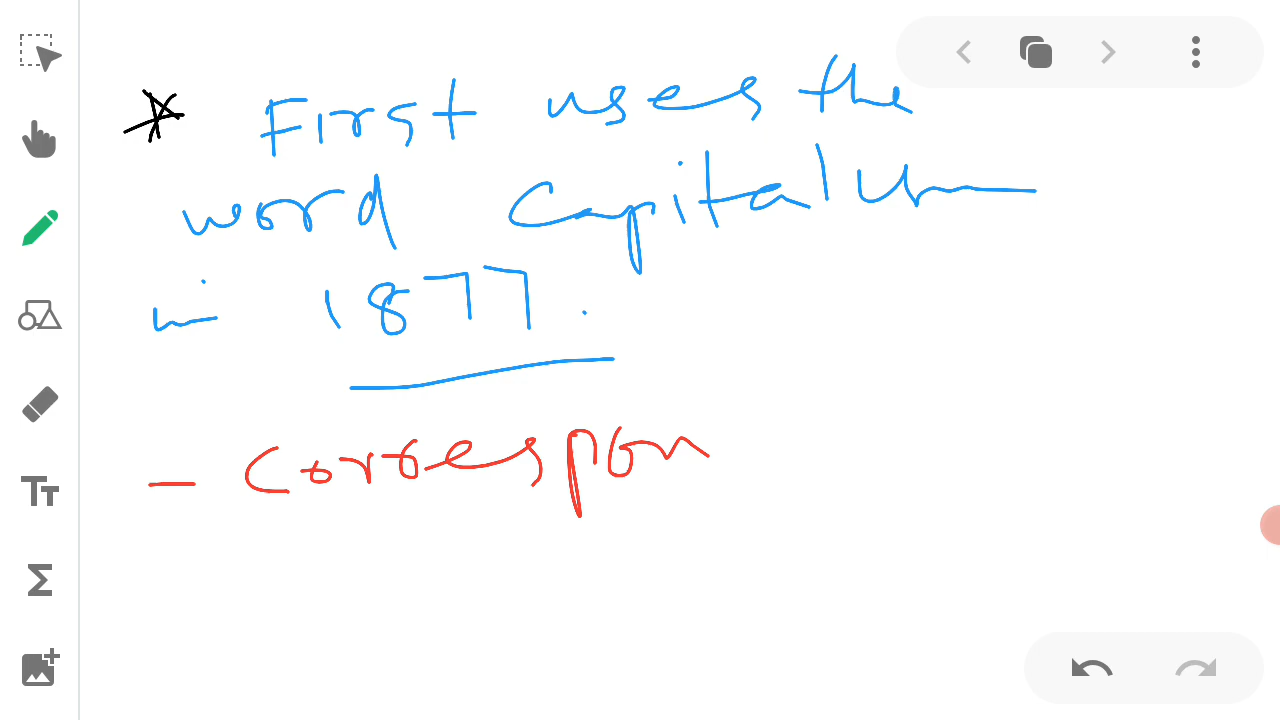 * First uses the
word Capitalism
in 1877.
- Correspon